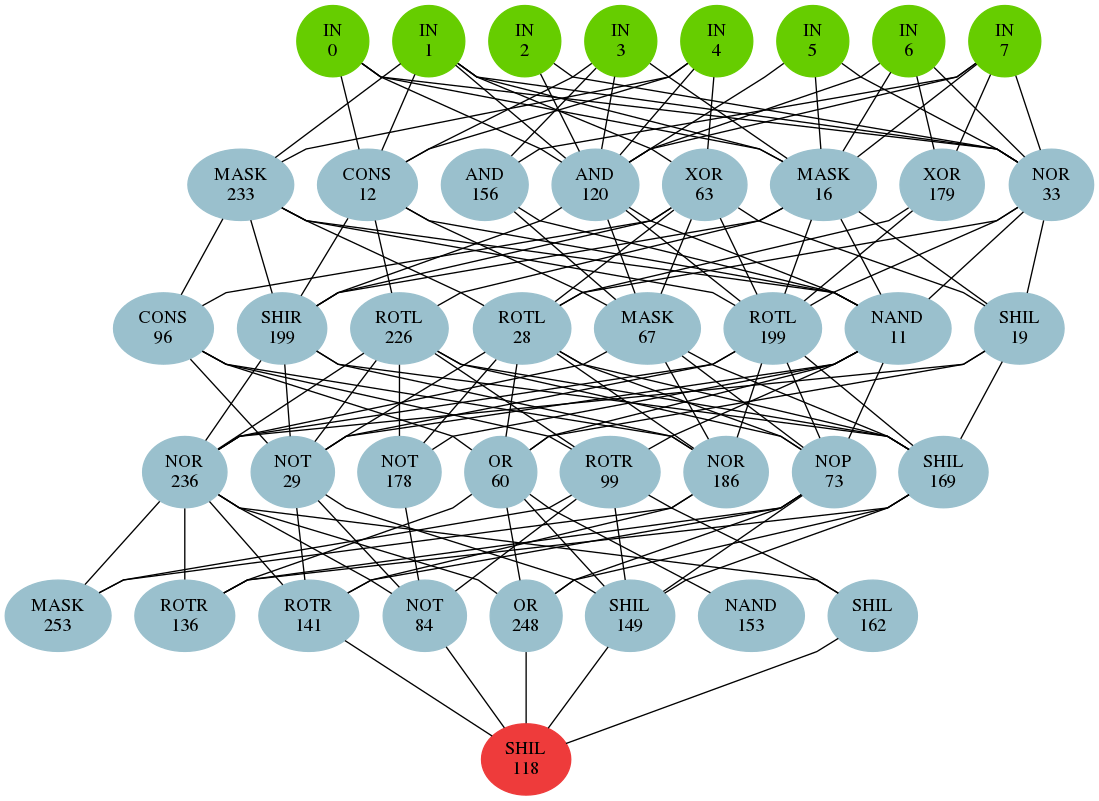 IN
0
IN
1
IN
2
IN
3
IN
4
IN
5
IN
6
IN
7
MASK
233
CONS
12
AND
156
AND
120
XOR
63
MASK
16
XOR
179
NOR
33
CONS
96
SHIR
199
ROTL
226
ROTL
28
MASK
67
ROTL
199
NAND
11
SHIL
19
NOR
236
NOT
29
NOT
178
OR
60
ROTR
99
NOR
186
NOP
73
SHIL
169
MASK
253
ROTR
136
ROTR
141
NOT
84
OR
248
SHIL
149
NAND
153
SHIL
162
SHIL
118